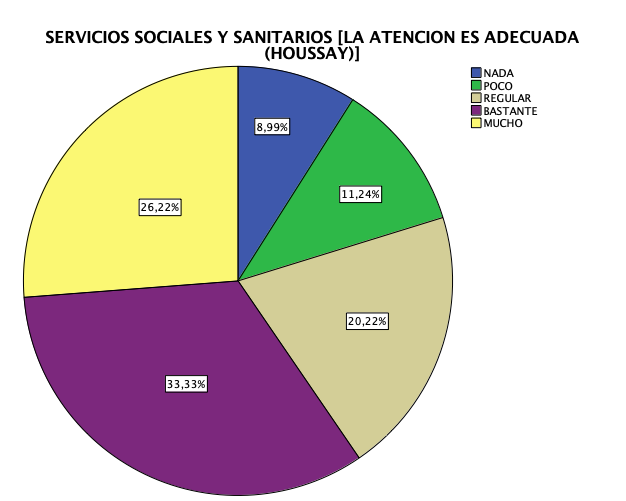 SERVICIOS SOCIALES Y SANITARIOS [LA ATENCION ES ADECUADA
(HOUSSAY)]
NADA
POCO
REGULAR
BASTANTE
MUCHO
8,99%
11,24%
26,22%
20,22%
33,33%